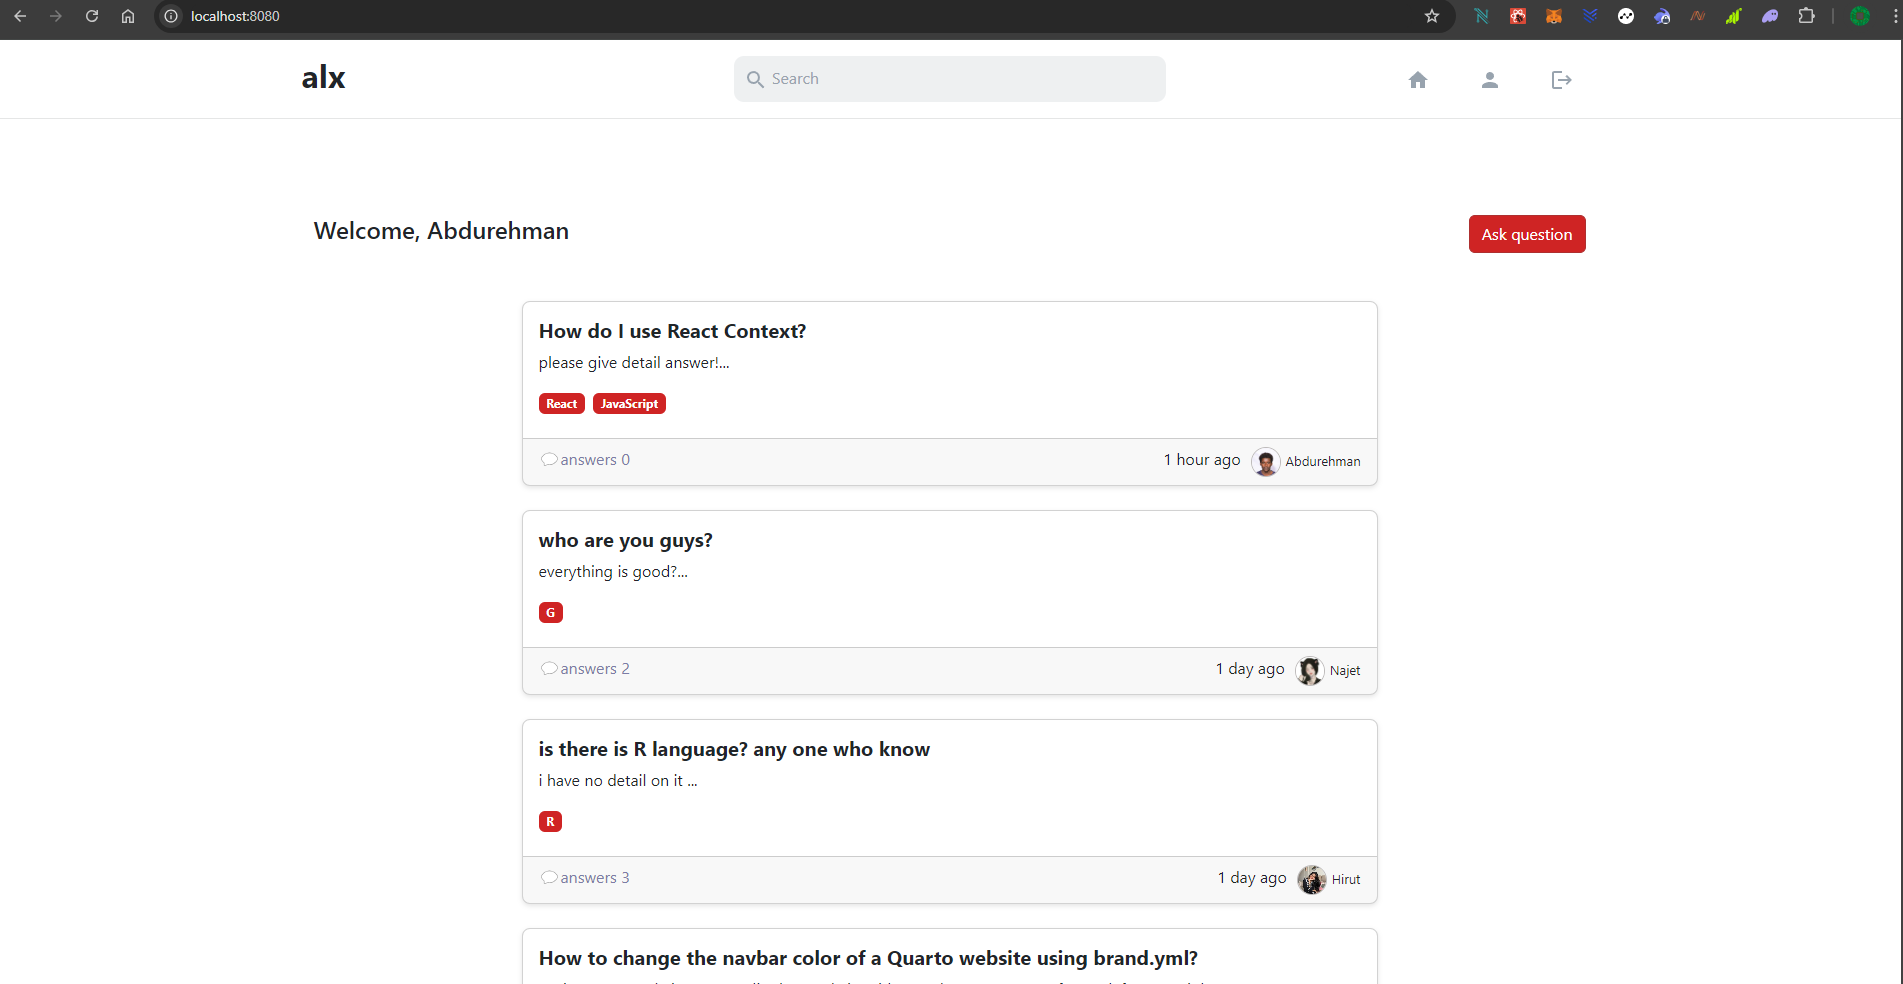 localhost:8080
alx
Search
Welcome, Abdurehman
Ask question
How do I use React Context?
please give detail answer!...
React JavaScript
answers 0 1 hour ago Abdurehman
who are you guys?
everything is good?...
G
answers 2 1 day ago Najet
is there is R language? any one who know
i have no detail on it ...
R
answers 3 1 day ago Hirut
How to change the navbar color of a Quarto website using brand.yml?